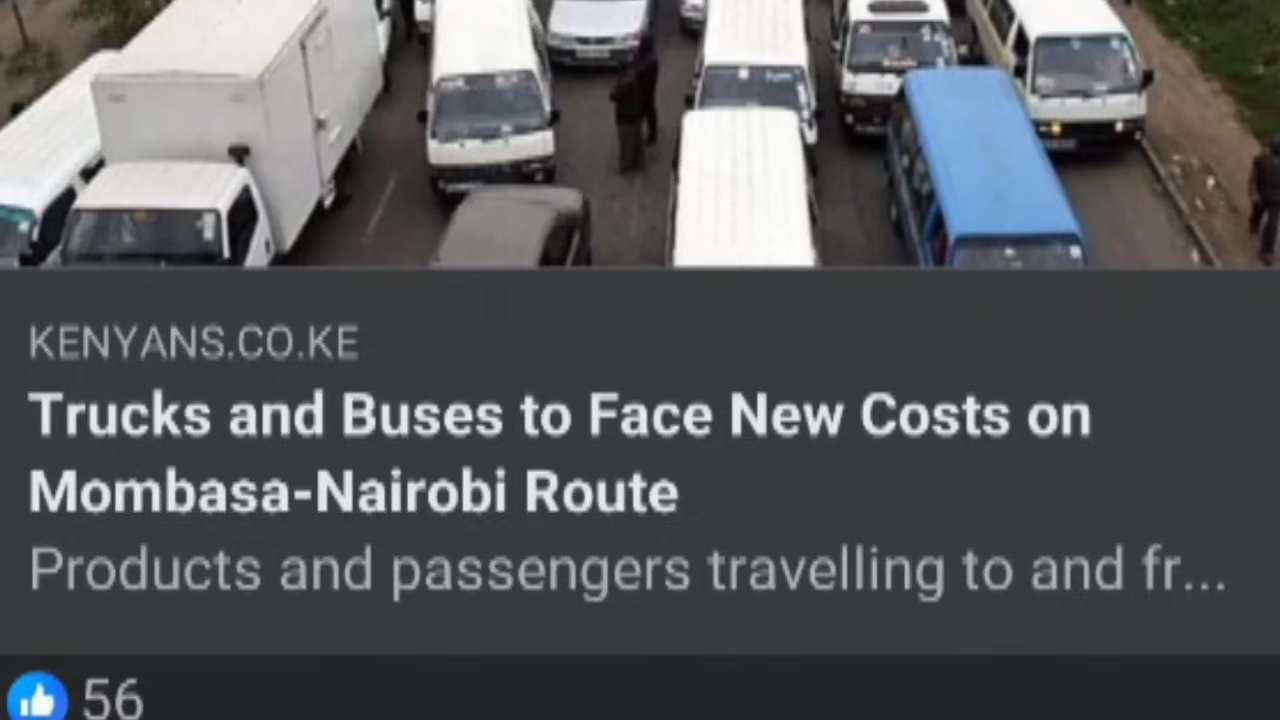 KENYANS.CO.KE
Trucks and Buses to Face New Costs on
Mombasa-Nairobi Route
Products and passengers travelling to and fr...
56